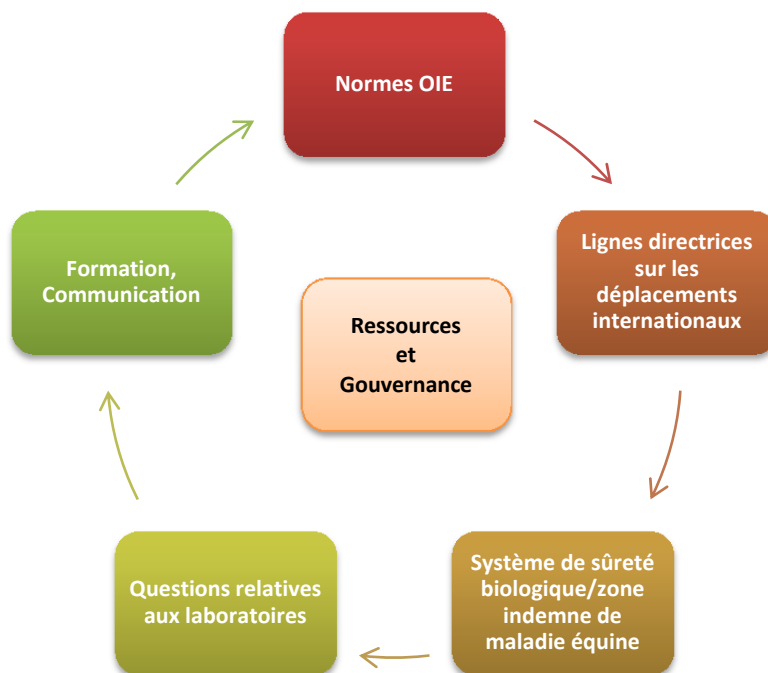 Normes OIE
Lignes directrices
sur les
déplacements
internationaux
Système de sûreté
biologique/zone
indemne de
maladie équine
Questions relatives
aux laboratoires
Formation,
Communication
Ressources
et
Gouvernance